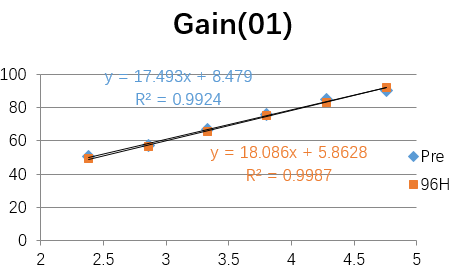 Gain(01)
100
y = 17.493x + 8.479
R² = 0.9924
80
60
y = 18.086x + 5.8628
R² = 0.9987
Pre
96H
40
20
0
2 2.5 3 3.5 4 4.5 5